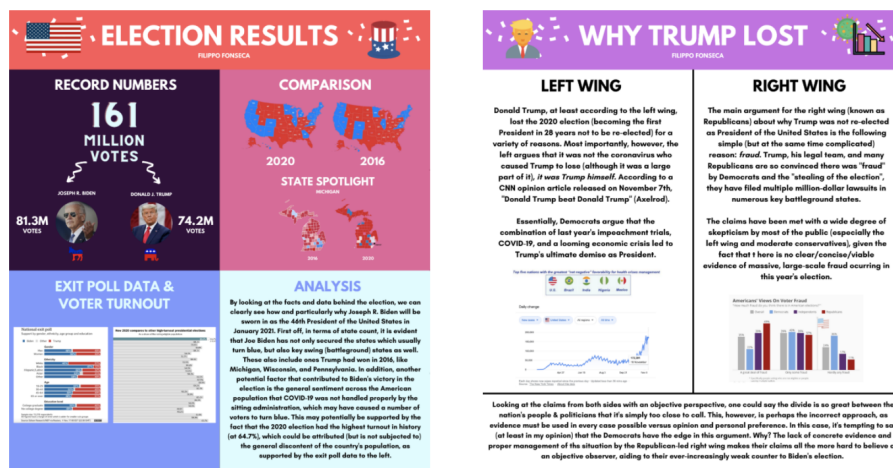 ELECTION RESULTS
FILIPPO FONSECA
RECORD NUMBERS
161
MILLION
VOTES
JOSEPH R. BIDEN
DONALD J. TRUMP
81.3M
VOTES
74.2M
VOTES
COMPARISON
2020
2016
STATE SPOTLIGHT
MICHIGAN
2016
2020
EXIT POLL DATA &
VOTER TURNOUT
ANALYSIS
By looking at the facts and data behind the election, we can
clearly see how and particularly why Joseph R. Biden will be
sworn in as the 46th President of the United States in
January 2021. First off, in terms of state count, it is evident
that Joe Biden has not only secured the states which usually
turn blue, but also key swing (battleground) states as well.
These also include ones Trump had won in 2016, like
Michigan, Wisconsin, and Pennsylvania. In addition, another
potential factor that contributed to Biden's victory in the
election is the general sentiment across the American
population that COVID-19 was not handled properly by the
sitting administration, which may have caused a number of
voters to turn blue. This may potentially be supported by the
fact that the 2020 election had the highest turnout in history
(at 64.7%), which could be attributed (but is not subjected) to
the general discontent of the country's population, as
supported by the exit poll data to the left.
WHY TRUMP LOST
FILIPPO FONSECA
LEFT WING
Donald Trump, at least according to the left wing,
lost the 2020 election (becoming the first
President in 28 years not to be re-elected) for a
variety of reasons. Most importantly, however, the
left argues that it was not the coronavirus who
caused Trump to lose (although it was a large
part of it), it was Trump himself. According to a
CNN opinion article released on November 7th,
"Donald Trump beat Donald Trump" (Axelrod).
Essentially, Democrats argue that the
combination of last year's impeachment trials,
COVID-19, and a looming economic crisis led to
Trump's ultimate demise as President.
U.S.
Brazil
India
Nigeria
Mexico
Daily change
RIGHT WING
The main argument for the right wing (known as
Republicans) about why Trump was not re-elected
as President of the United States is the following
simple (but at the same time complicated)
reason: fraud. Trump, his legal team, and many
Republicans are so convinced there was "fraud"
by Democrats and the "stealing of the election",
they have filed multiple million-dollar lawsuits in
numerous key battleground states.
The claims have been met with a wide degree of
skepticism by most of the public (especially the
left wing and moderate conservatives), given the
fact that t here is no clear/concise/viable
evidence of massive, large-scale fraud ocurring in
this year's election.
Americans' Views On Voter Fraud
Looking at the claims from both sides with an objective perspective, one could say the divide is so great between the
nation's people & politicians that it's simply too close to call. This, however, is perhaps the incorrect approach, as
evidence must be used in every case possible versus opinion and personal preference. In this case, it's tempting to sa
(at least in my opinion) that the Democrats have the edge in this argument. Why? The lack of concrete evidence and
proper management of ths situation by the Republican-led right wing makes their claims all the more hard to believe
an objective observer, aiding to their ever-increasingly weak counter to Biden's election.